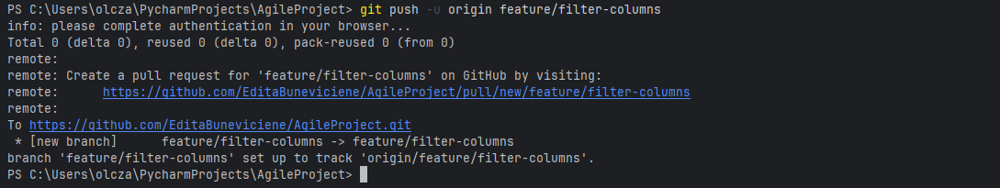 PS C:\Users\olcza\PycharmProjects\AgileProject> git push -u origin feature/filter-columns
info: please complete authentication in your browser...
Total 0 (delta 0), reused 0 (delta 0), pack-reused 0 (from 0)
remote:
remote: Create a pull request for 'feature/filter-columns' on GitHub by visiting:
remote:      https://github.com/EditaBuneviciene/AgileProject/pull/new/feature/filter-columns
remote:
To https://github.com/EditaBuneviciene/AgileProject.git
 * [new branch]      feature/filter-columns -> feature/filter-columns
branch 'feature/filter-columns' set up to track 'origin/feature/filter-columns'.
PS C:\Users\olcza\PycharmProjects\AgileProject>